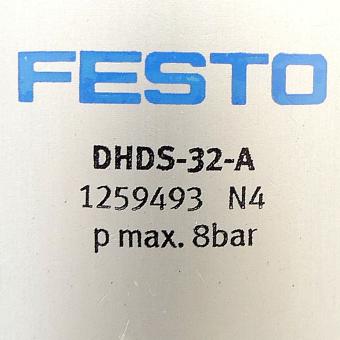 FESTO
DHDS-32-A
1259493 N4
p max. 8bar